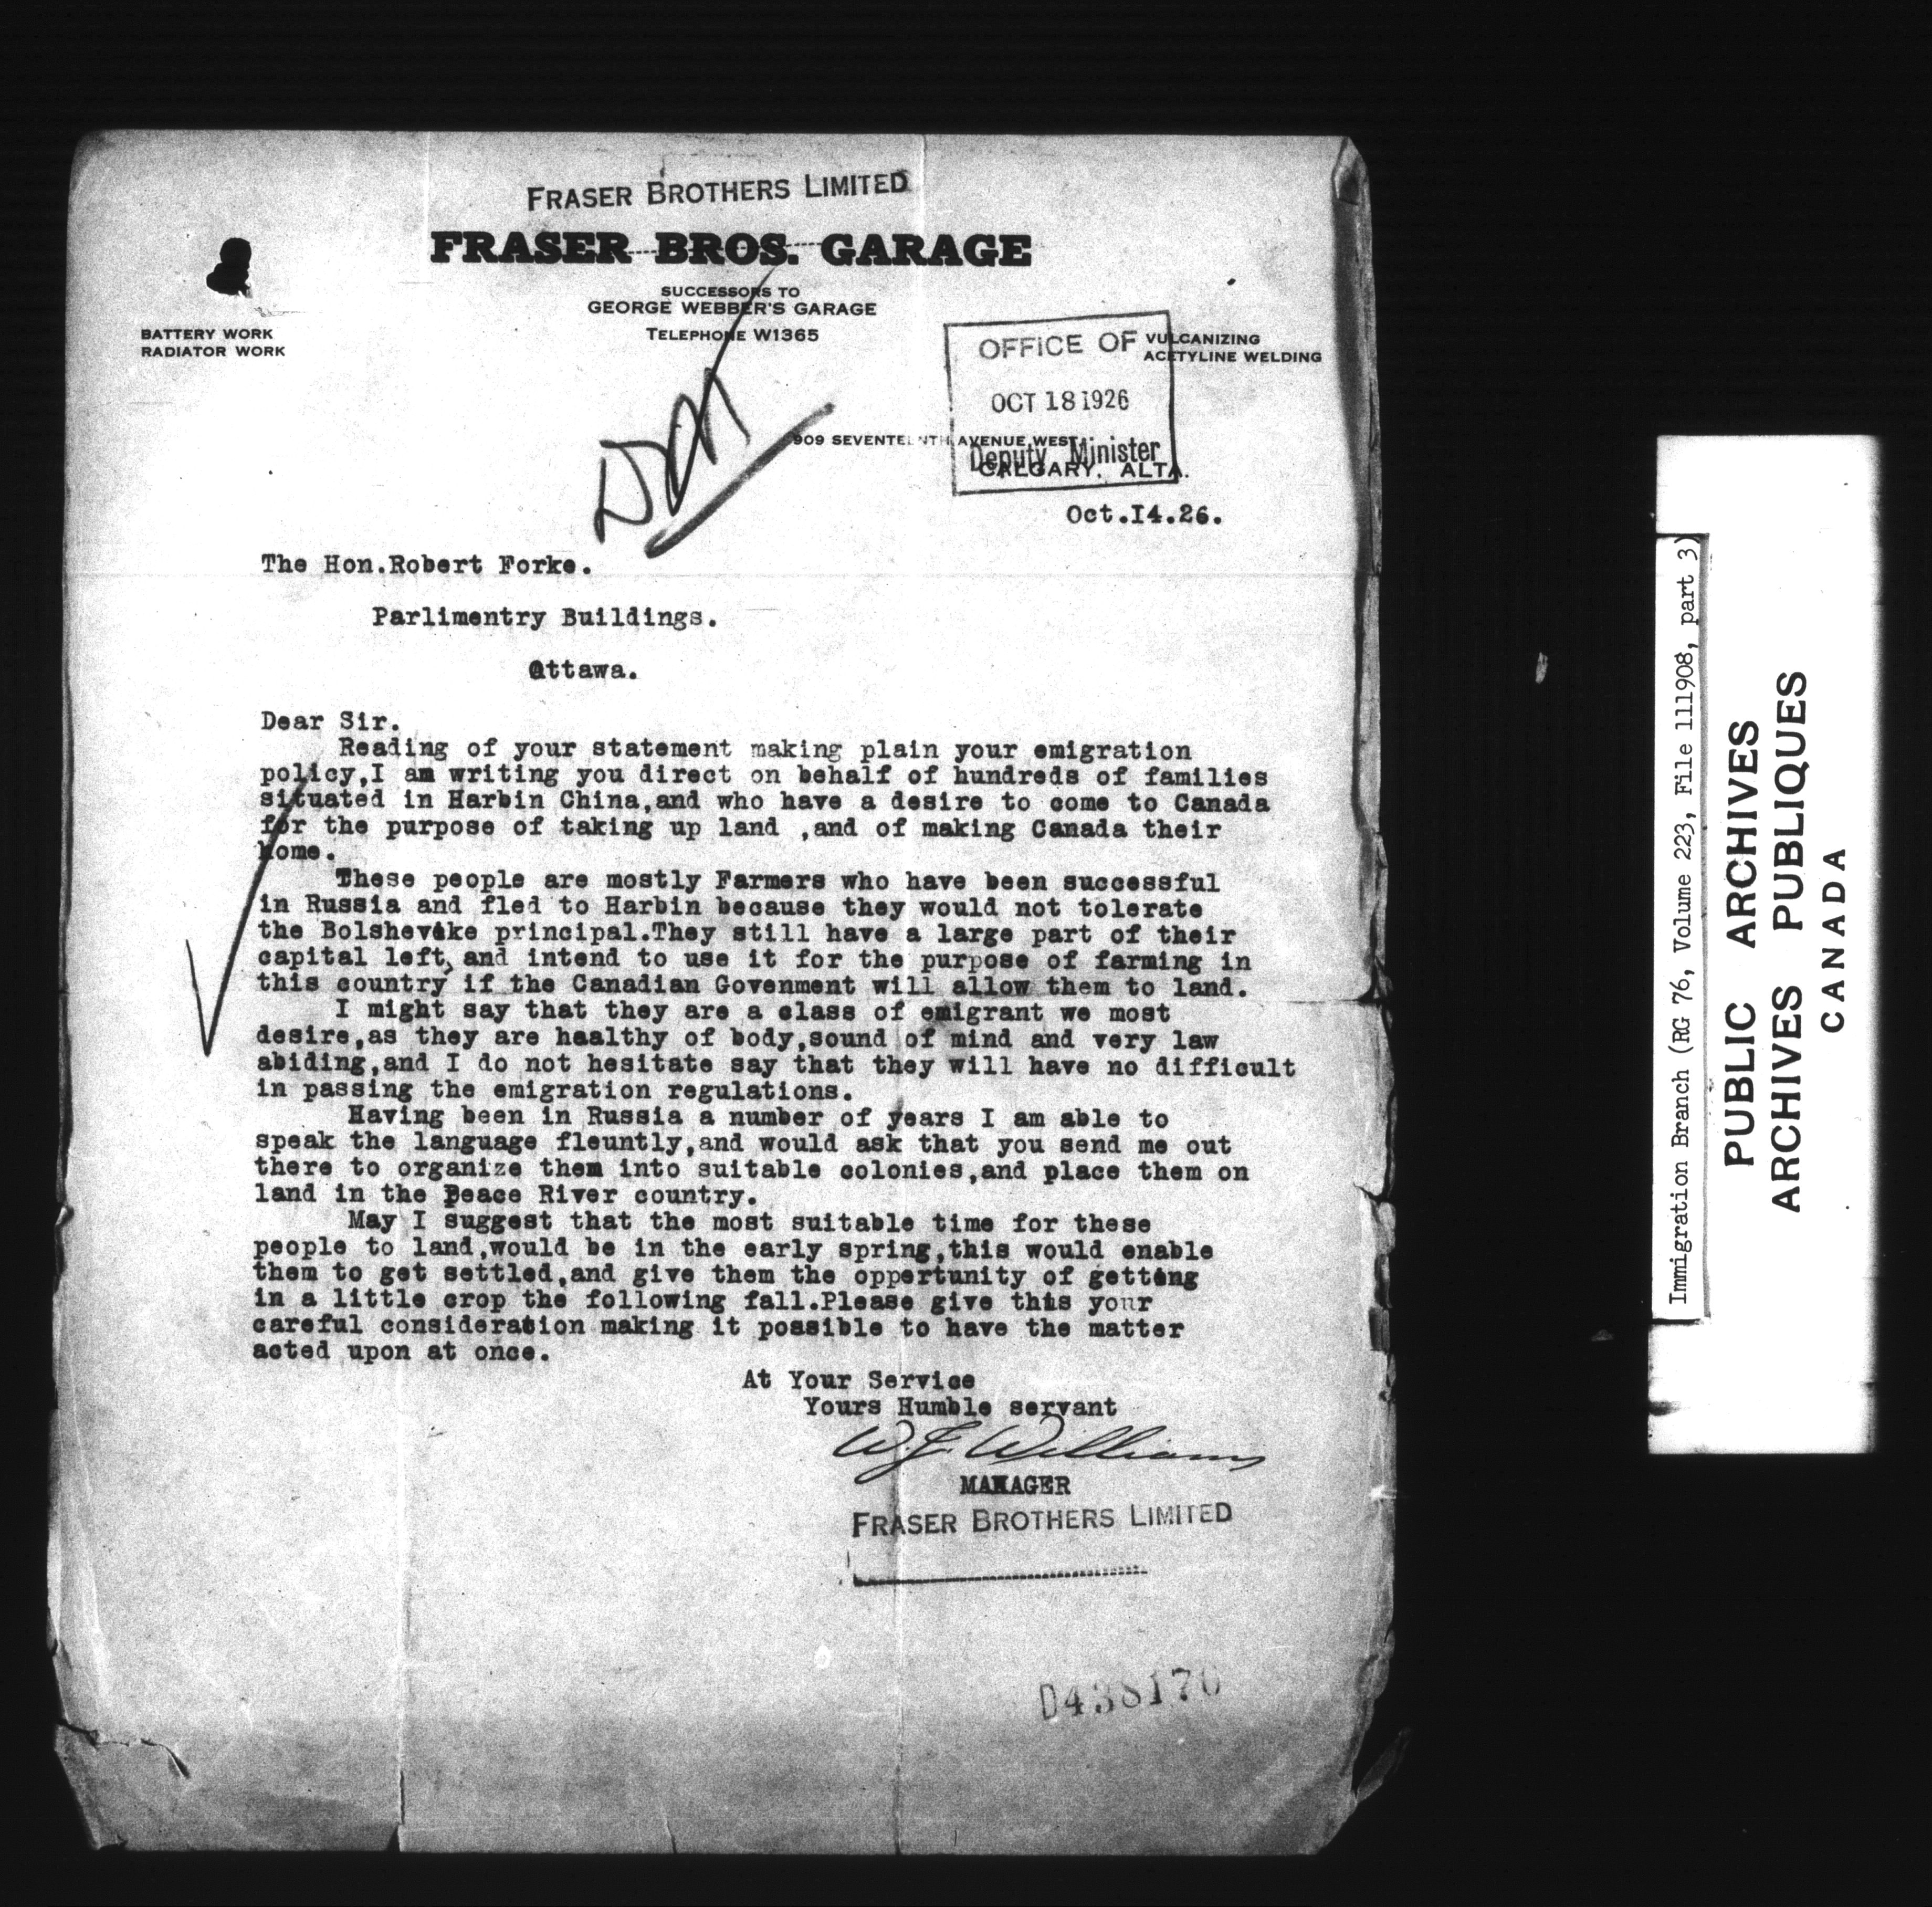 FRASER BROTHERS LIMITED
FRASER BROS. GARAGE
SUCCESSORS TO
GEORGE WEBBER'S GARAGE
TELEPHONE W1365
BATTERY WORK
RADIATOR WORK
VULCANIZING
ACETYLINE WELDING
OFFICE OF
OCT 18 1926
Deputy Minister
909 SEVENTEENTH AVENUE WEST
CALGARY, ALTA.
Oct.I4.26.
The Hon.Robert Forke.
Parlimentry Buildings.
Ottawa.
Dear Sir.
Reading of your statement making plain your emigration
policy,I am writing you direct on behalf of hundreds of families
situated in Harbin China,and who have a desire to come to Canada
for the purpose of taking up land ,and of making Canada their
home.
These people are mostly Farmers who have been successful
in Russia and fled to Harbin because they would not tolerate
the Bolshevike principal.They still have a large part of their
capital left, and intend to use it for the purpose of farming in
this country if the Canadian Govenment will allow them to land.
I might say that they are a class of emigrant we most
desire,as they are healthy of body,sound of mind and very law
abiding,and I do not hesitate say that they will have no difficult
in passing the emigration regulations.
Having been in Russia a number of years I am able to
speak the language fleuntly,and would ask that you send me out
there to organize them into suitable colonies,and place them on
land in the Peace River country.
May I suggest that the most suitable time for these
people to land,would be in the early spring,this would enable
them to get settled,and give them the oppertunity of getting
in a little crop the following fall.Please give this your
careful consideration making it possible to have the matter
acted upon at once.
At Your Service
Yours Humble servant
W.J. Williams
MANAGER
FRASER BROTHERS LIMITED
D438170
Immigration Branch (RG 76, Volume 223, File 111908, part 3)
PUBLIC ARCHIVES
ARCHIVES PUBLIQUES
CANADA